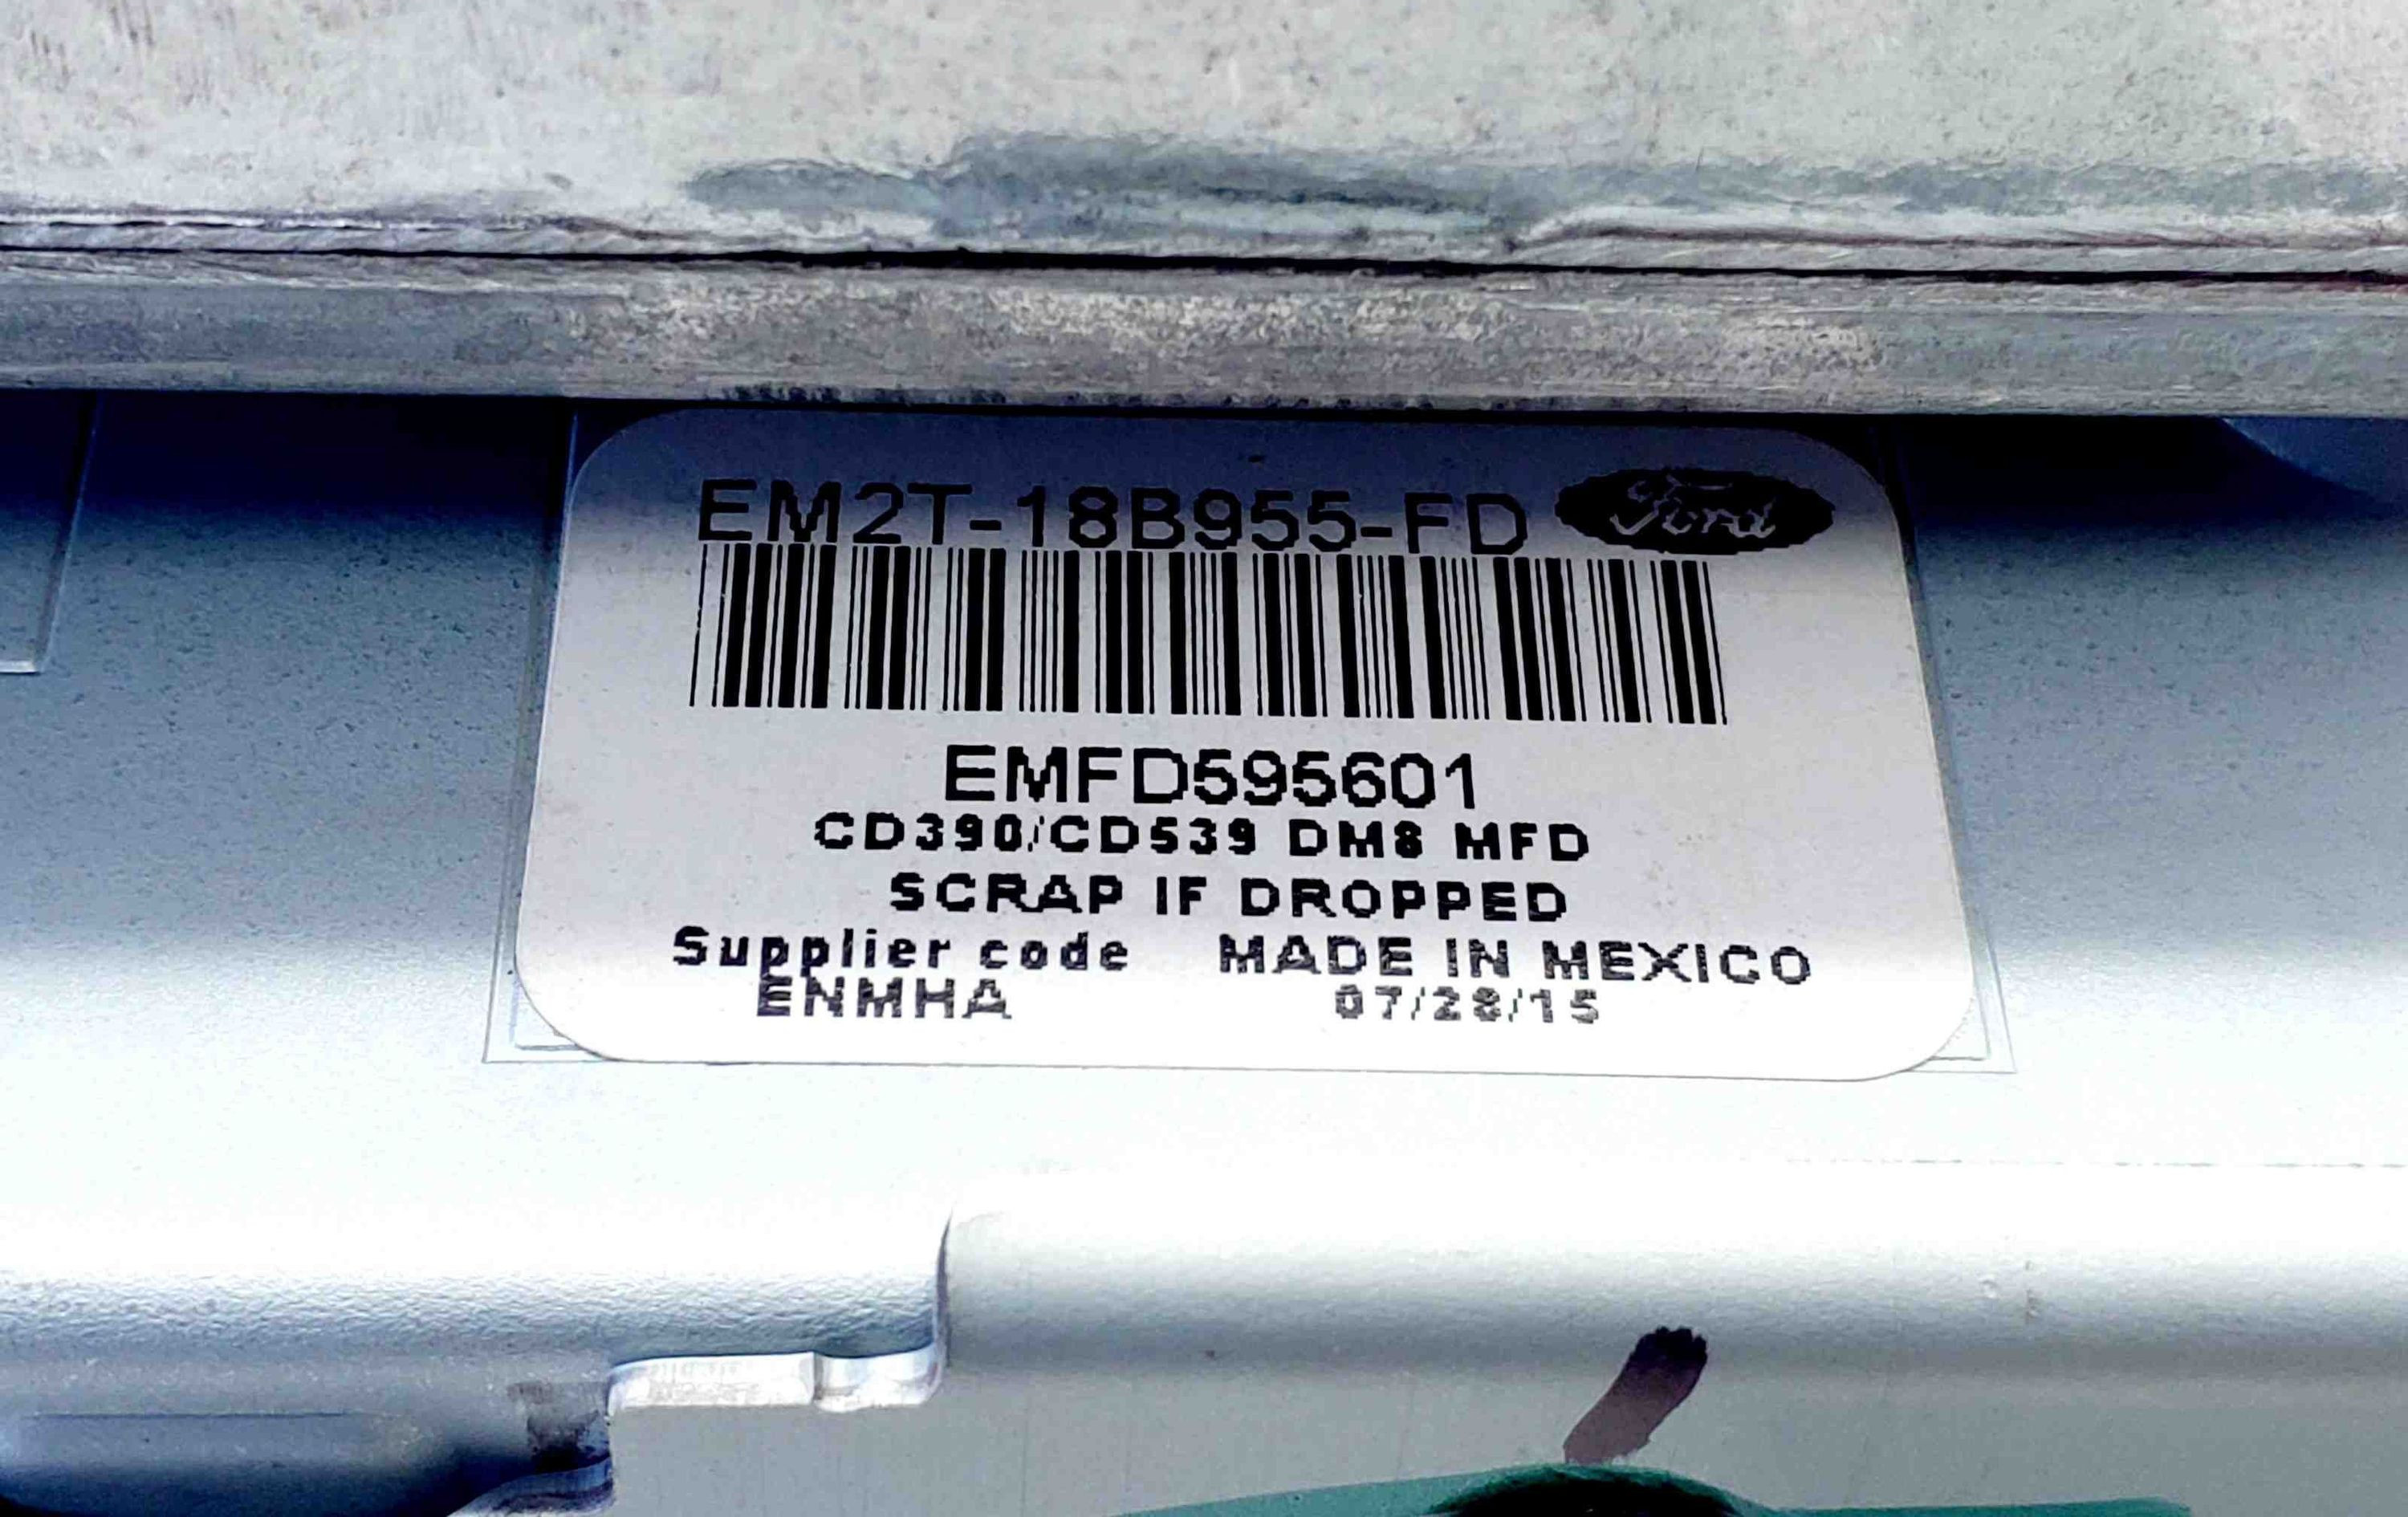 EM2T-18B955-FD Ford
EMFD595601
CD390/CD539 DM8 MFD
SCRAP IF DROPPED
Supplier code MADE IN MEXICO
ENMHA 07/28/15